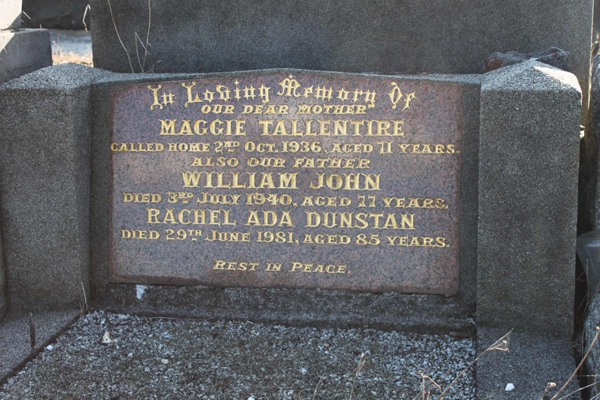 In Loving Memory Of
OUR DEAR MOTHER
MAGGIE TALLENTIRE
CALLED HOME 2ND OCT. 1936, AGED 71 YEARS.
ALSO OUR FATHER
WILLIAM JOHN
DIED 3RD JULY 1940, AGED 77 YEARS,
RACHEL ADA DUNSTAN
DIED 29TH JUNE 1981, AGED 85 YEARS.
REST IN PEACE.